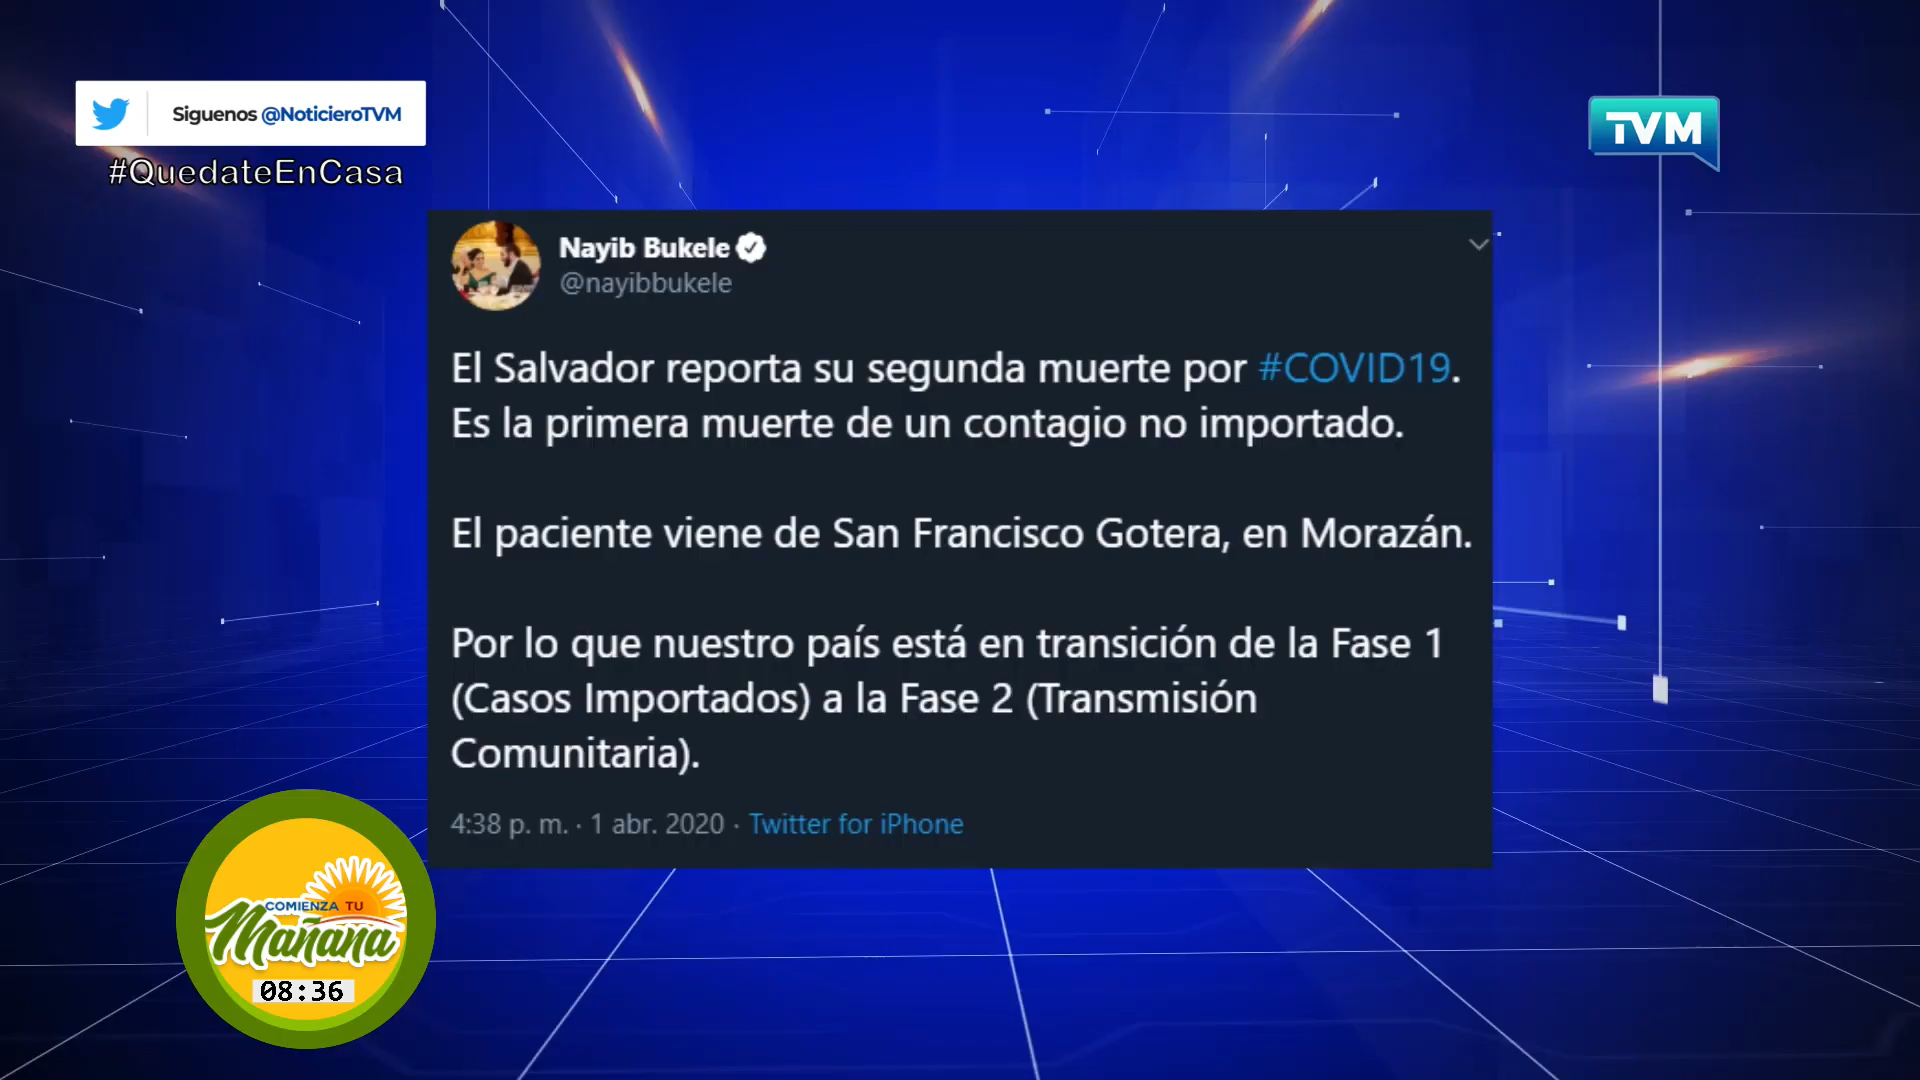 Siguenos @NoticieroTVM
#QuedateEnCasa
TVM
Nayib Bukele
@nayibbukele
El Salvador reporta su segunda muerte por #COVID19.
Es la primera muerte de un contagio no importado.
El paciente viene de San Francisco Gotera, en Morazán.
Por lo que nuestro país está en transición de la Fase 1
(Casos Importados) a la Fase 2 (Transmisión
Comunitaria).
4:38 p. m. · 1 abr. 2020 · Twitter for iPhone
COMIENZA TU
Mañana
08:36